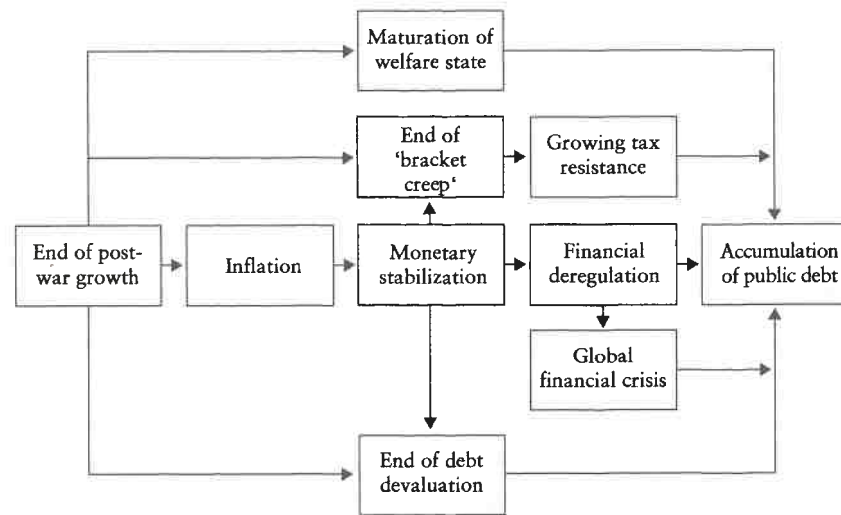 Maturation of
welfare state
End of
‘bracket
creep‘
Growing tax
resistance
End of post-
war growth
Inflation
Monetary
stabilization
Financial
deregulation
Accumulation
of public debt
Global
financial crisis
End of debt
devaluation